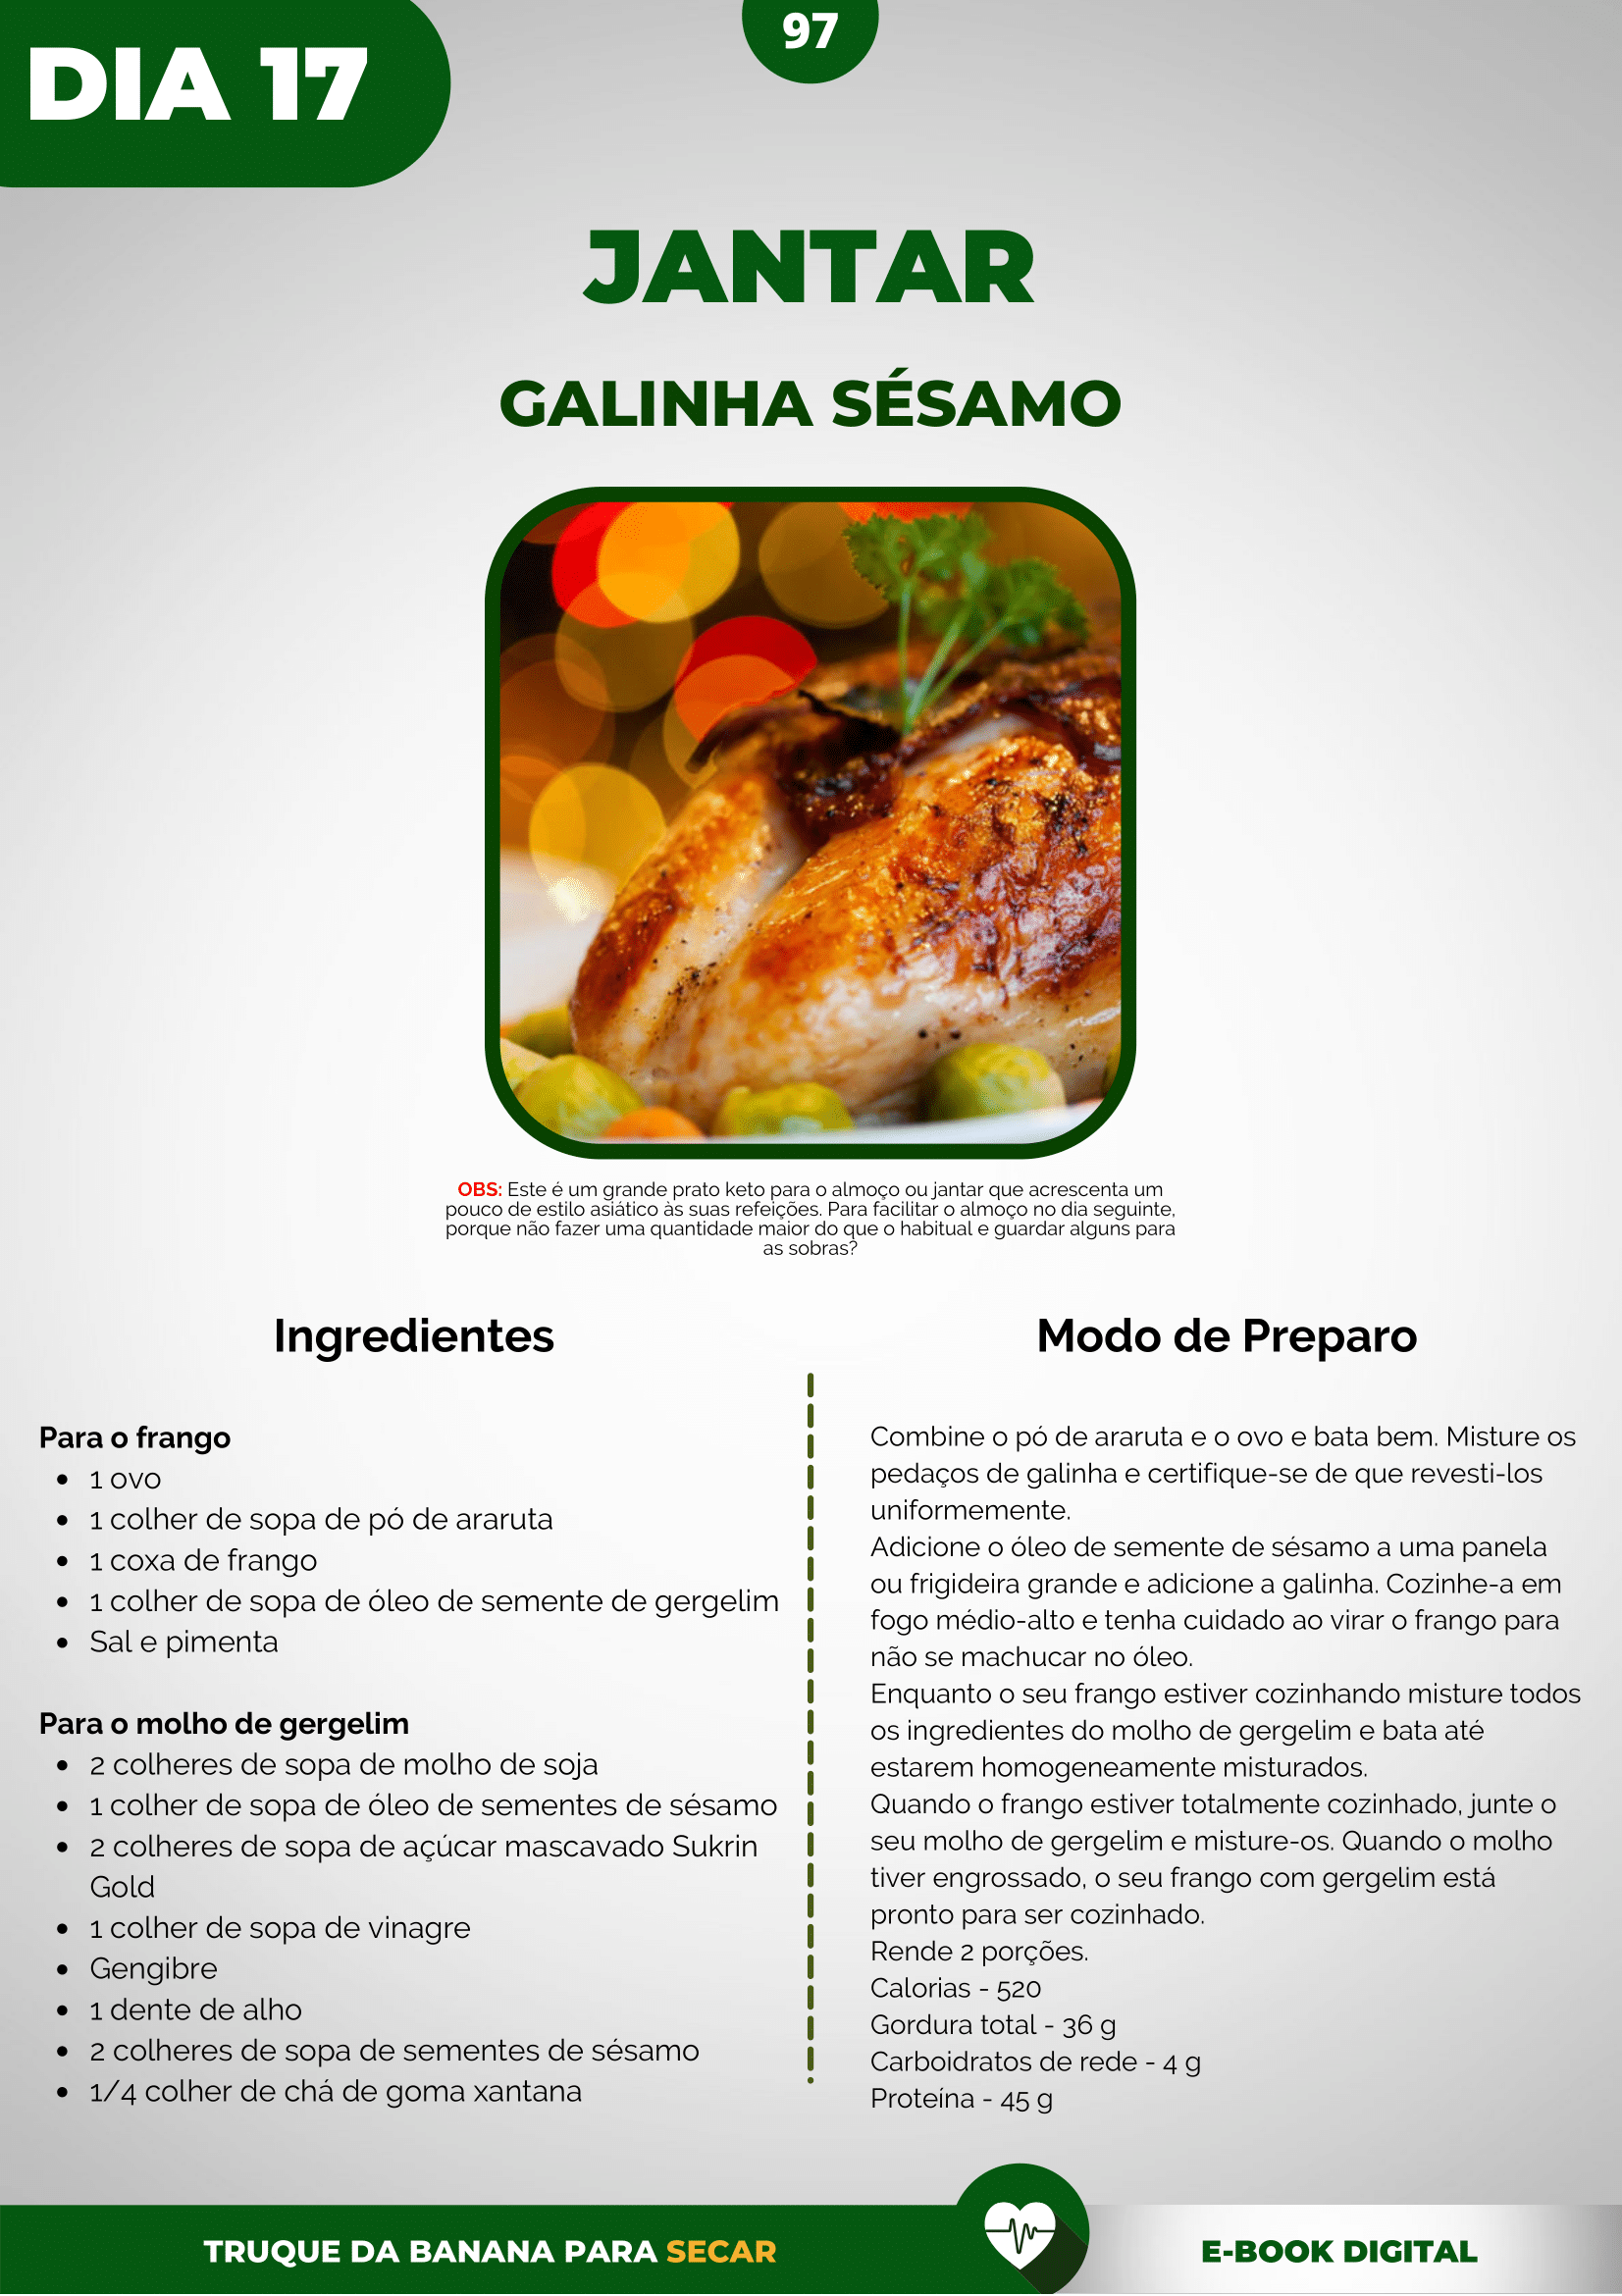 DIA 17
97
JANTAR
GALINHA SÉSAMO
OBS: Este é um grande prato keto para o almoço ou jantar que acrescenta um
pouco de estilo asiático às suas refeições. Para facilitar o almoço no dia seguinte,
porque não fazer uma quantidade maior do que o habitual e guardar alguns para
as sobras?
Ingredientes
Para o frango
• 1 ovo
• 1 colher de sopa de pó de araruta
• 1 coxa de frango
• 1 colher de sopa de óleo de semente de gergelim
• Sal e pimenta
Para o molho de gergelim
• 2 colheres de sopa de molho de soja
• 1 colher de sopa de óleo de sementes de sésamo
• 2 colheres de sopa de açúcar mascavado Sukrin
Gold
• 1 colher de sopa de vinagre
• Gengibre
• 1 dente de alho
• 2 colheres de sopa de sementes de sésamo
• 1/4 colher de chá de goma xantana
Modo de Preparo
Combine o pó de araruta e o ovo e bata bem. Misture os
pedaços de galinha e certifique-se de que revesti-los
uniformemente.
Adicione o óleo de semente de sésamo a uma panela
ou frigideira grande e adicione a galinha. Cozinhe-a em
fogo médio-alto e tenha cuidado ao virar o frango para
não se machucar no óleo.
Enquanto o seu frango estiver cozinhando misture todos
os ingredientes do molho de gergelim e bata até
estarem homogeneamente misturados.
Quando o frango estiver totalmente cozinhado, junte o
seu molho de gergelim e misture-os. Quando o molho
tiver engrossado, o seu frango com gergelim está
pronto para ser cozinhado.
Rende 2 porções.
Calorias - 520
Gordura total - 36 g
Carboidratos de rede - 4 g
Proteína - 45 g
TRUQUE DA BANANA PARA SECAR
E-BOOK DIGITAL